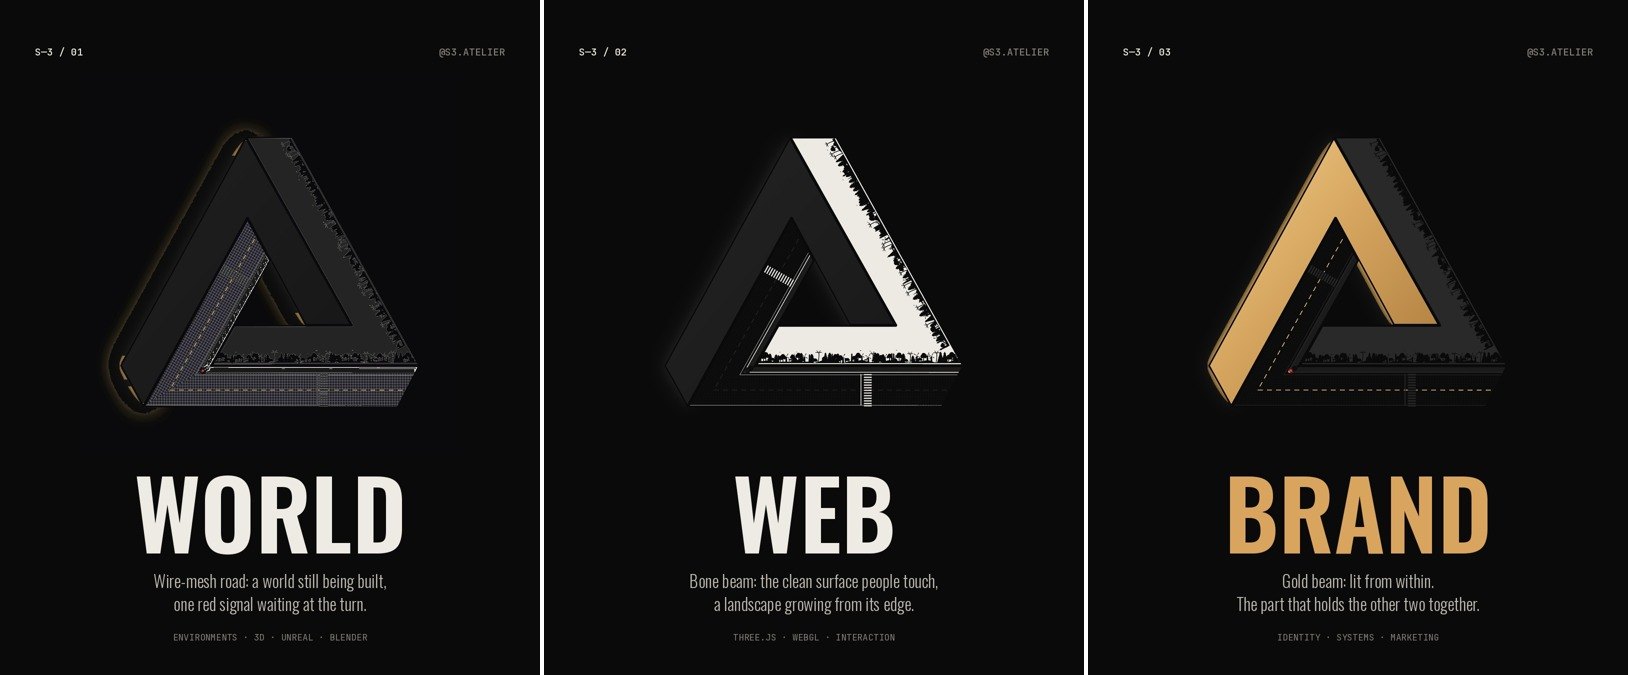 S—3 / 01
@S3.ATELIER
WORLD
Wire-mesh road: a world still being built,
one red signal waiting at the turn.
ENVIRONMENTS · 3D · UNREAL · BLENDER
S—3 / 02
@S3.ATELIER
WEB
Bone beam: the clean surface people touch,
a landscape growing from its edge.
THREE.JS · WEBGL · INTERACTION
S—3 / 03
@S3.ATELIER
BRAND
Gold beam: lit from within.
The part that holds the other two together.
IDENTITY · SYSTEMS · MARKETING